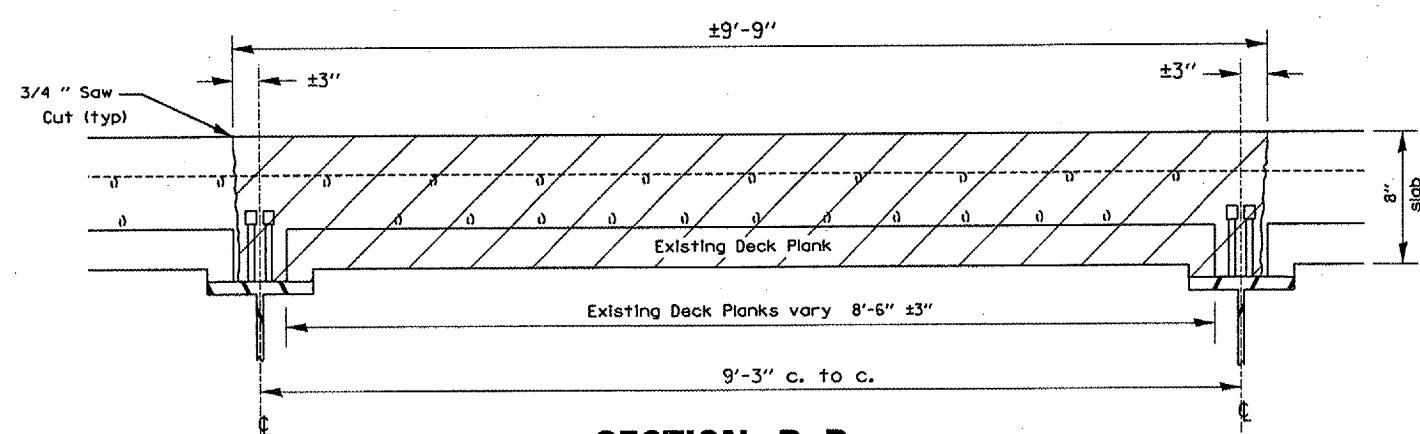 ±9'-9"
±3"
±3"
3/4 " Saw
Cut (typ)
8"
slab
Existing Deck Plank
Existing Deck Planks vary 8'-6" ±3"
9'-3" c. to c.
℄
℄
SECTION B-B